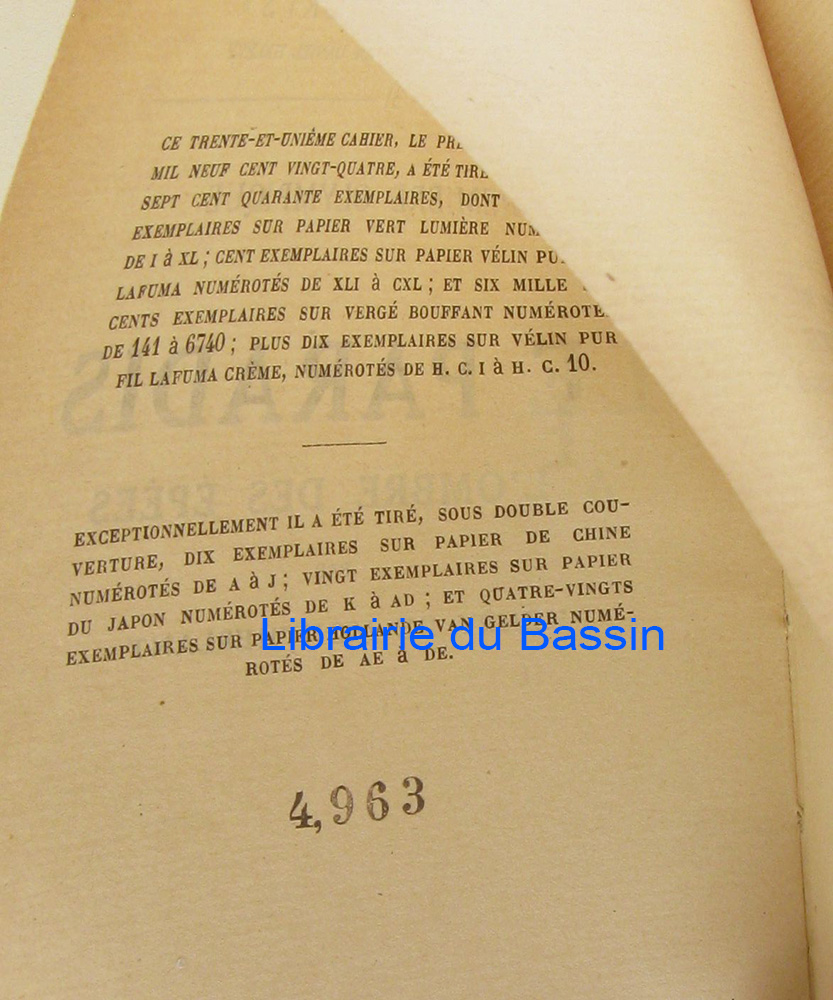 CE TRENTE-ET-UNIÈME CAHIER, LE
MIL NEUF CENT VINGT-QUATRE, A ÉTÉ
SEPT CENT QUARANTE EXEMPLAIRES, DONT
EXEMPLAIRES SUR PAPIER VERT LUMIÈRE
DE I à XL ; CENT EXEMPLAIRES SUR PAPIER VÉLIN
LAFUMA NUMÉROTÉS DE XLI à CXL ; ET SIX MILLE
CENTS EXEMPLAIRES SUR VERGÉ BOUFFANT
DE 141 à 6740 ; PLUS DIX EXEMPLAIRES SUR VÉLIN PUR
FIL LAFUMA CRÈME, NUMÉROTÉS DE H. C. I à H. C. 10.
EXCEPTIONNELLEMENT IL A ÉTÉ TIRÉ, SOUS DOUBLE COU-
VERTURE, DIX EXEMPLAIRES SUR PAPIER DE CHINE
NUMÉROTÉS DE A à J ; VINGT EXEMPLAIRES SUR PAPIER
DU JAPON NUMÉROTÉS DE K à AD ; ET QUATRE-VINGTS
EXEMPLAIRES SUR PAPIER HOLLANDE VAN GELDER NUMÉ-
ROTÉS DE AE à DE.
Librairie du Bassin
4,963